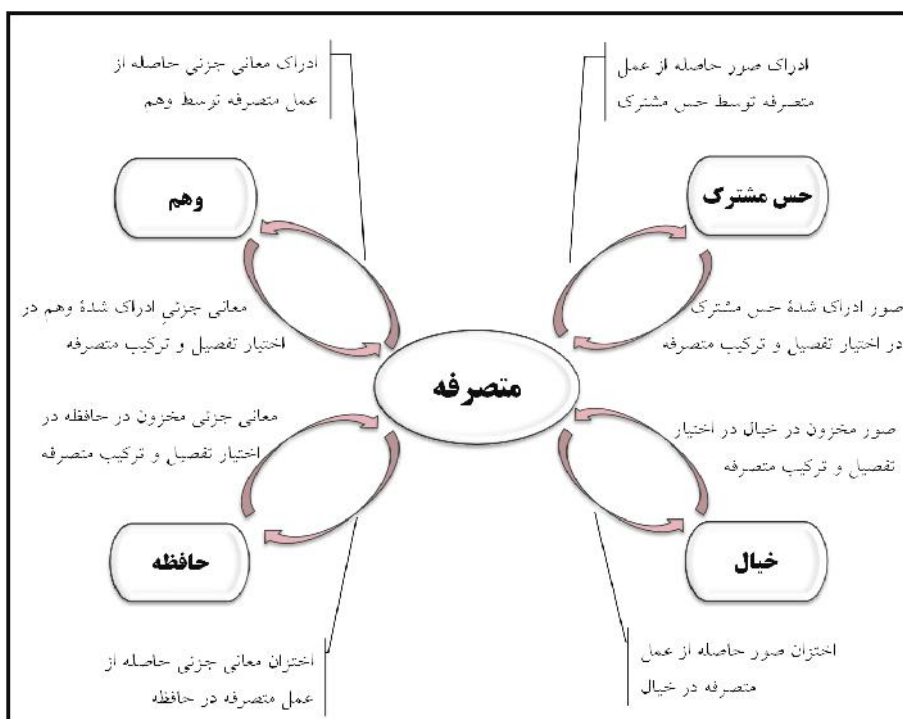 ادراک صور حاصله از عمل
متصرفه توسط حس مشترک
ادراک معانی جزئی حاصله از
عمل متصرفه توسط وهم
حس مشترک
وهم
صور ادراک شدهٔ حس مشترک
در اختیار تفصیل و ترکیب متصرفه
معانی جزئیِ ادراک شدهٔ وهم در
اختیار تفصیل و ترکیب متصرفه
متصرفه
صور مخزون در خیال در اختیار
تفصیل و ترکیب متصرفه
معانی جزئی مخزون در حافظه در
اختیار تفصیل و ترکیب متصرفه
خیال
حافظه
اختزان صور حاصله از عمل
متصرفه در خیال
اختزان معانی جزئی حاصله از
عمل متصرفه در حافظه